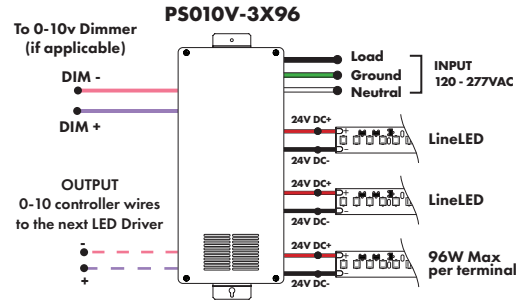 PS010V-3X96
To 0-10v Dimmer
(if applicable)
DIM -
DIM +
OUTPUT
0-10 controller wires
to the next LED Driver
-
+
Load
Ground
Neutral
INPUT
120 - 277VAC
24V DC+
24V DC-
LineLED
24V DC+
24V DC-
LineLED
24V DC+
24V DC-
96W Max
per terminal